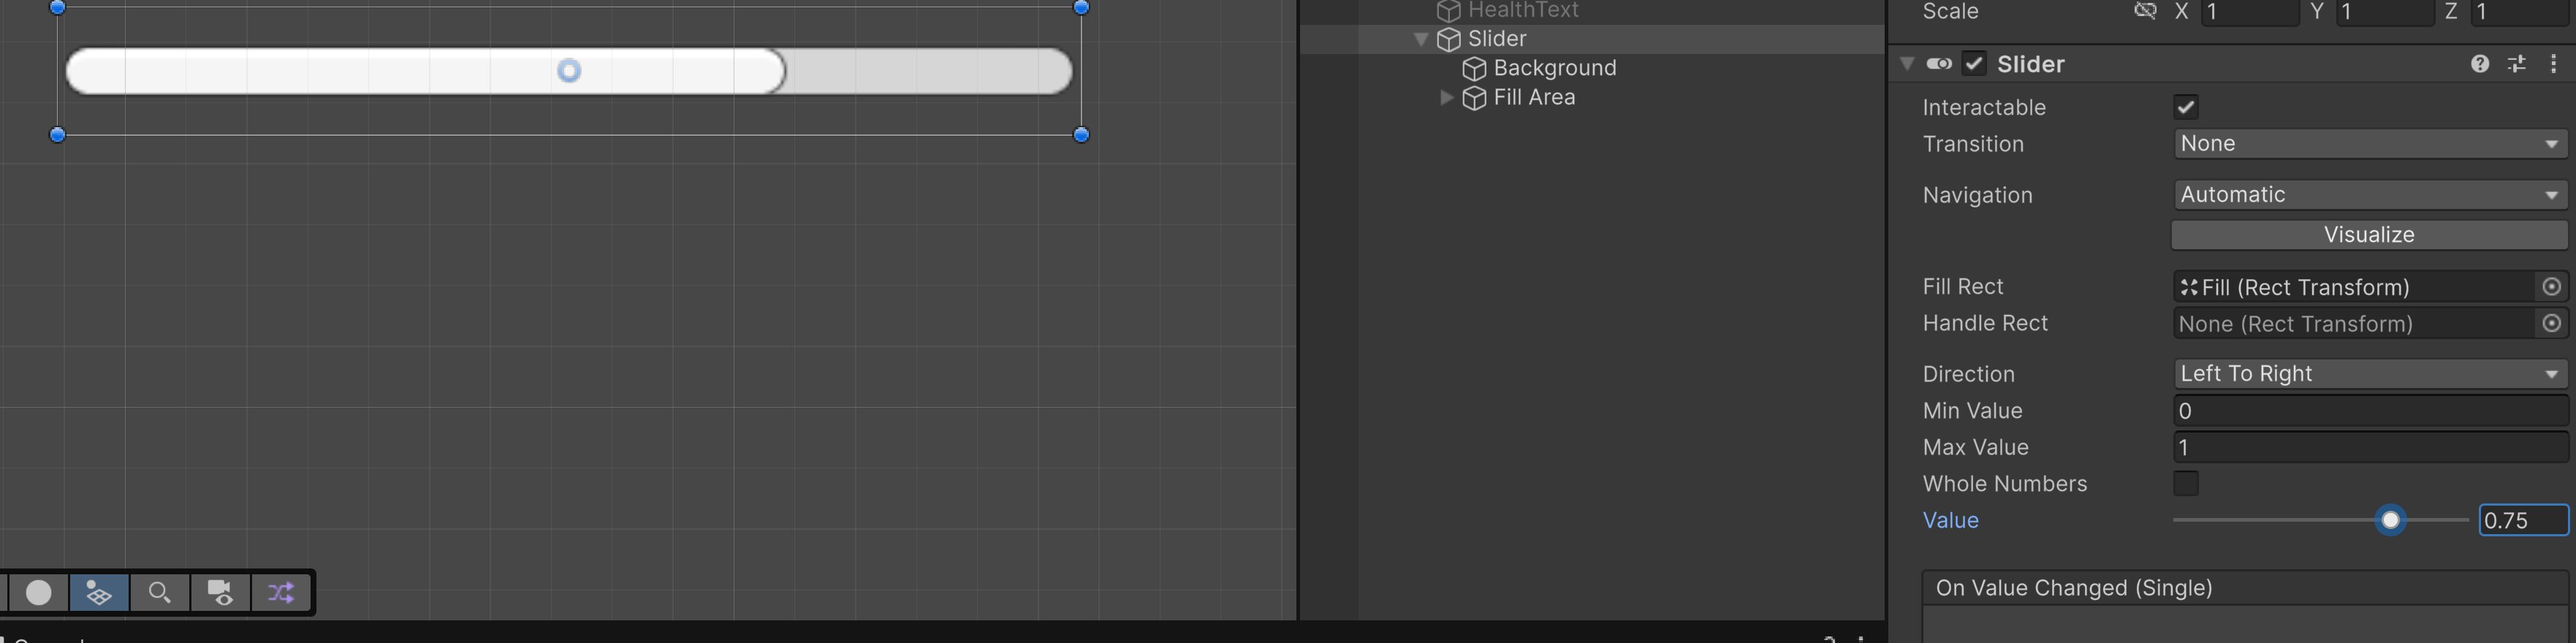 HealthText
Slider
Background
Fill Area
Scale X 1 Y 1 Z 1
Slider
Interactable
Transition None
Navigation Automatic
Visualize
Fill Rect Fill (Rect Transform)
Handle Rect None (Rect Transform)
Direction Left To Right
Min Value 0
Max Value 1
Whole Numbers
Value 0.75
On Value Changed (Single)